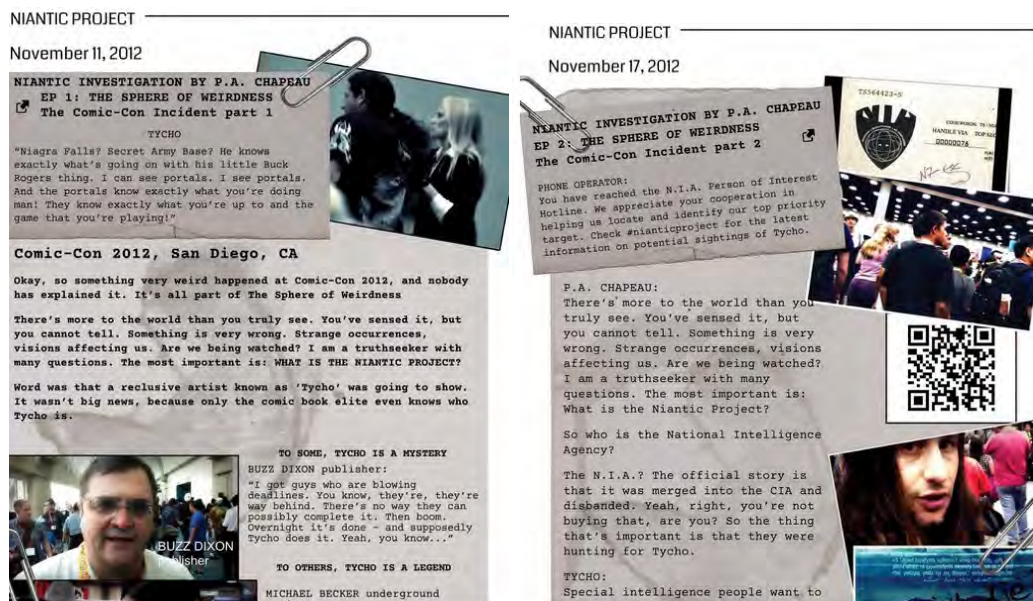 NIANTIC PROJECT
November 11, 2012
NIANTIC INVESTIGATION BY P.A. CHAPEAU
EP 1: THE SPHERE OF WEIRDNESS
The Comic-Con Incident part 1
TYCHO
“Niagra Falls? Secret Army Base? He knows
exactly what's going on with his little Buck
Rogers thing. I can see portals. I see portals.
And the portals know exactly what you're doing
man! They know exactly what you're up to and the
game that you're playing!”
Comic-Con 2012, San Diego, CA
Okay, so something very weird happened at Comic-Con 2012, and nobody
has explained it. It's all part of The Sphere of Weirdness
There's more to the world than you truly see. You've sensed it, but
you cannot tell. Something is very wrong. Strange occurrences,
visions affecting us. Are we being watched? I am a truthseeker with
many questions. The most important is: WHAT IS THE NIANTIC PROJECT?
Word was that a reclusive artist known as ‘Tycho’ was going to show.
It wasn't big news, because only the comic book elite even knows who
Tycho is.
TO SOME, TYCHO IS A MYSTERY
BUZZ DIXON publisher:
“I got guys who are blowing
deadlines. You know, they're, they're
way behind. There's no way they can
possibly complete it. Then boom.
Overnight it's done - and supposedly
Tycho does it. Yeah, you know...”
BUZZ DIXON
publisher
TO OTHERS, TYCHO IS A LEGEND
MICHAEL BECKER underground
NIANTIC PROJECT
November 17, 2012
NIANTIC INVESTIGATION BY P.A. CHAPEAU
EP 2: THE SPHERE OF WEIRDNESS
The Comic-Con Incident part 2
PHONE OPERATOR:
You have reached the N.I.A. Person of Interest
Hotline. We appreciate your cooperation in
helping us locate and identify our top priority
target. Check #nianticproject for the latest
information on potential sightings of Tycho.
HANDLE VIA
00000076
P.A. CHAPEAU:
There's more to the world than you
truly see. You've sensed it, but
you cannot tell. Something is very
wrong. Strange occurrences, visions
affecting us. Are we being watched?
I am a truthseeker with many
questions. The most important is:
What is the Niantic Project?
So who is the National Intelligence
Agency?
The N.I.A.? The official story is
that it was merged into the CIA and
disbanded. Yeah, right, you're not
buying that, are you? So the thing
that's important is that they were
hunting for Tycho.
TYCHO:
Special intelligence people want to